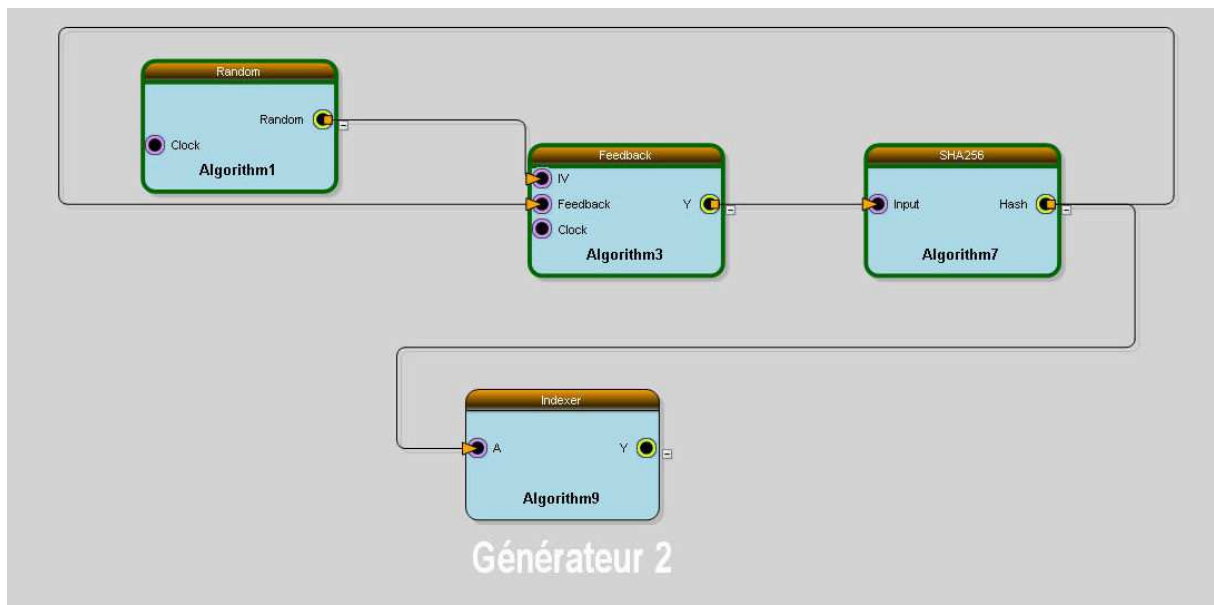 Random
Random
Clock
Algorithm1
Feedback
IV
Feedback
Y
Clock
Algorithm3
SHA256
Input
Hash
Algorithm7
Indexer
A
Y
Algorithm9
Générateur 2